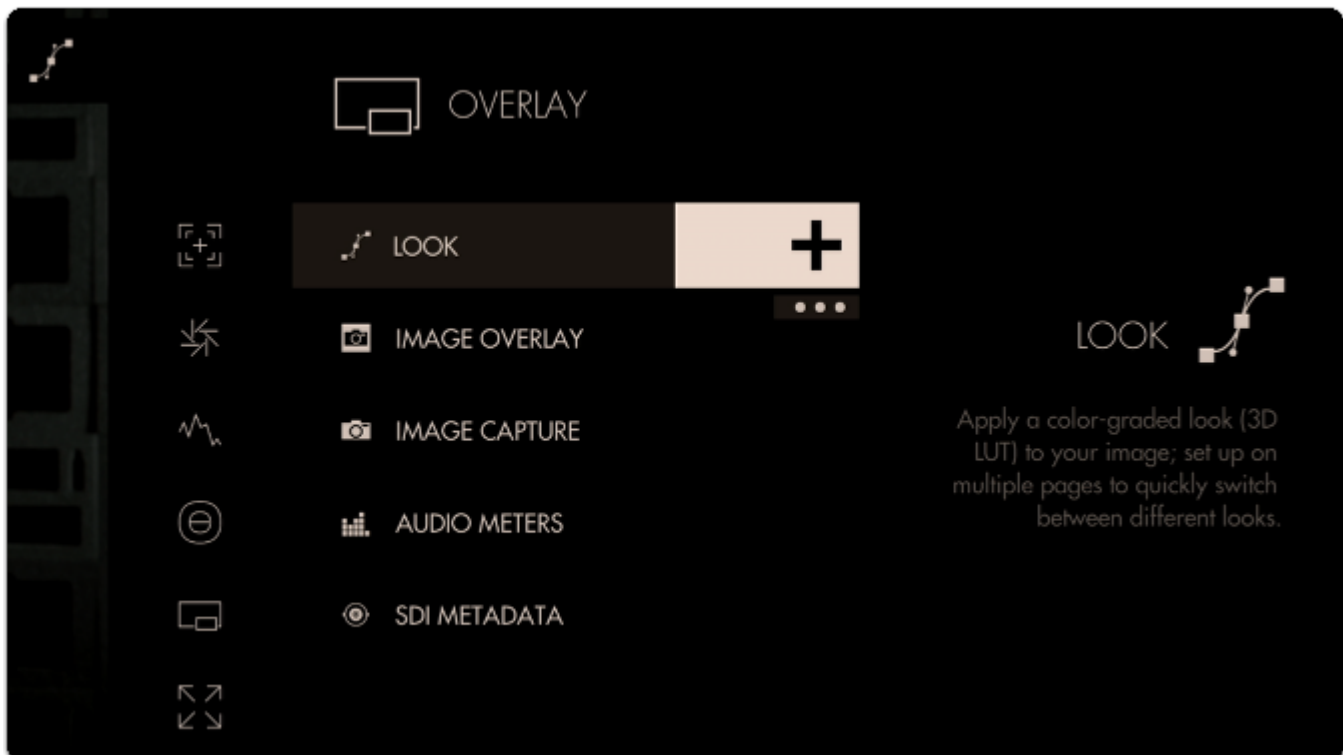 OVERLAY
LOOK
IMAGE OVERLAY
IMAGE CAPTURE
AUDIO METERS
SDI METADATA
LOOK
Apply a color-graded look (3D
LUT) to your image; set up on
multiple pages to quickly switch
between different looks.